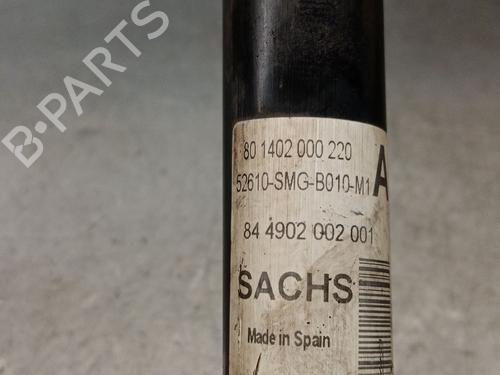 B-PARTS
80 1402 000 220
52610-SMG-B010-M1
A
84 4902 002 001
SACHS
Made in Spain